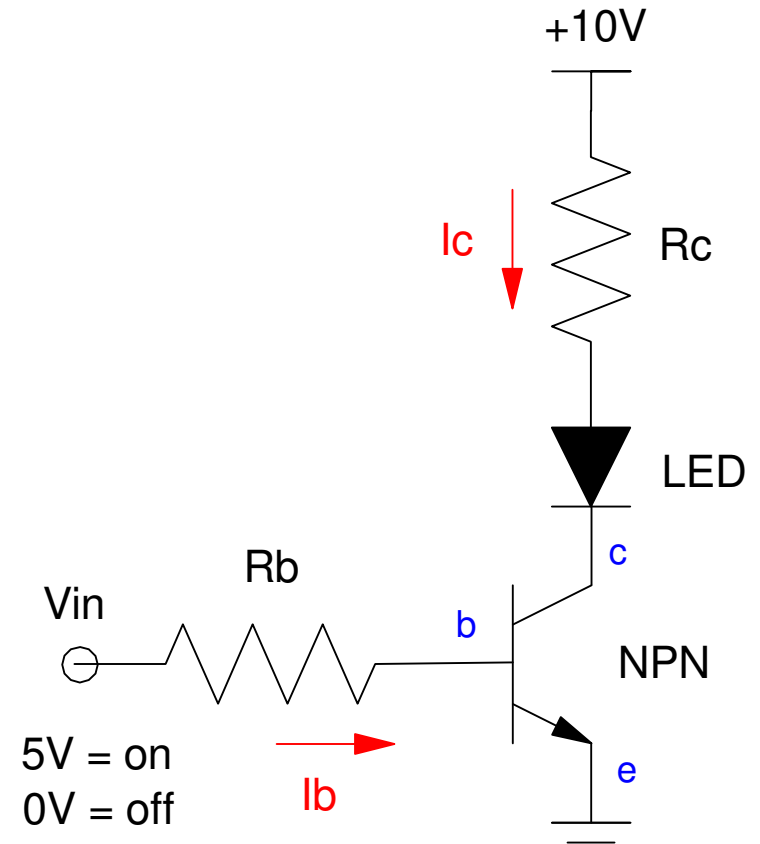 +10V
Ic
Rc
LED
c
Rb
Vin
b
NPN
5V = on
0V = off
Ib
e